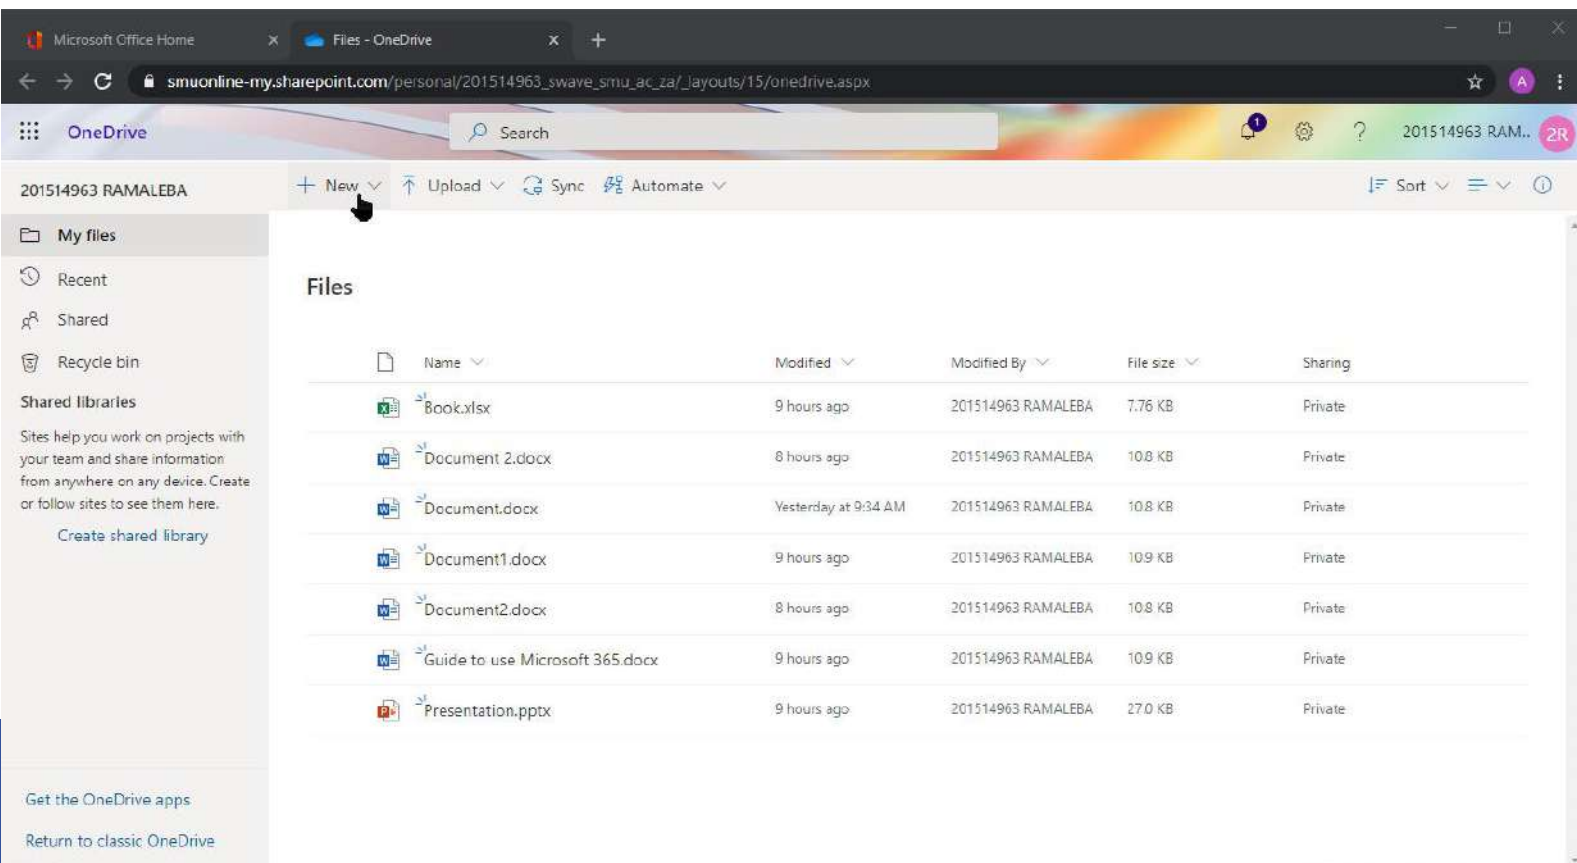 Microsoft Office Home
Files - OneDrive
smuonline-my.sharepoint.com/personal/201514963_swave_smu_ac_za/_layouts/15/onedrive.aspx
A
OneDrive
Search
1
201514963 RAM..
2R
201514963 RAMALEBA
New
Upload
Sync
Automate
Sort
My files
Recent
Shared
Recycle bin
Shared libraries
Sites help you work on projects with
your team and share information
from anywhere on any device. Create
or follow sites to see them here.
Create shared library
Get the OneDrive apps
Return to classic OneDrive
Files
Name Modified Modified By File size Sharing
Book.xlsx 9 hours ago 201514963 RAMALEBA 7.76 KB Private
Document 2.docx 8 hours ago 201514963 RAMALEBA 10.8 KB Private
Document.docx Yesterday at 9:34 AM 201514963 RAMALEBA 10.8 KB Private
Document1.docx 9 hours ago 201514963 RAMALEBA 10.9 KB Private
Document2.docx 8 hours ago 201514963 RAMALEBA 10.8 KB Private
Guide to use Microsoft 365.docx 9 hours ago 201514963 RAMALEBA 10.9 KB Private
Presentation.pptx 9 hours ago 201514963 RAMALEBA 27.0 KB Private